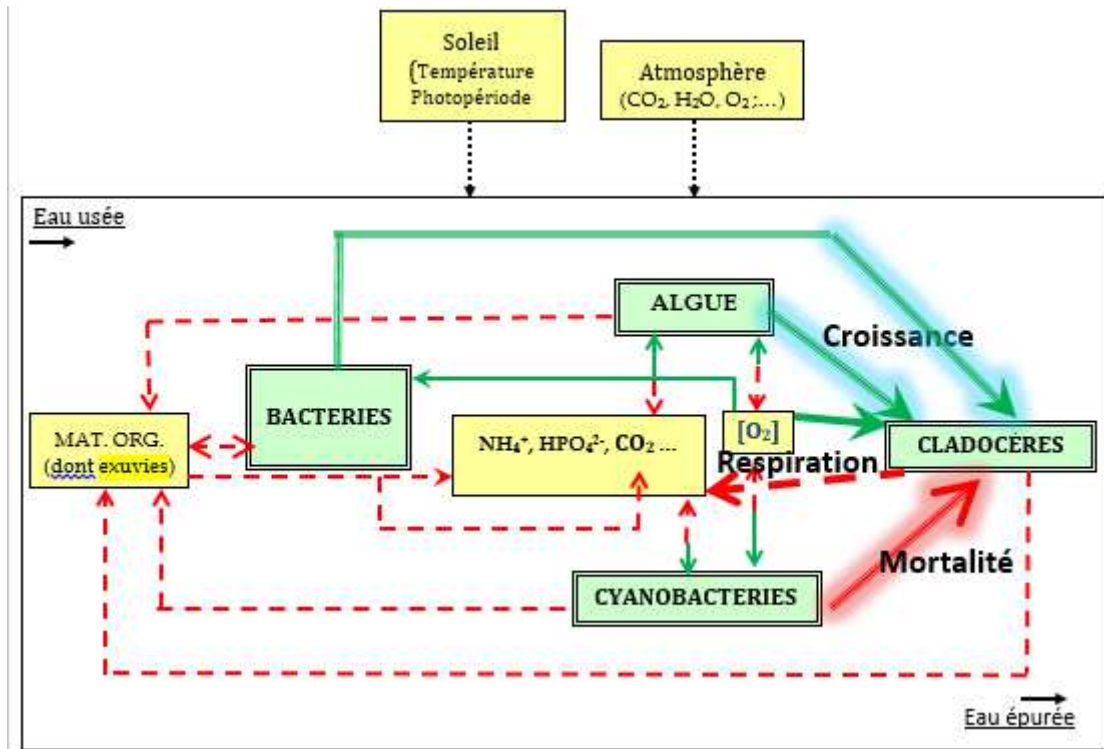 Soleil
(Température
Photopériode
Atmosphère
(CO₂, H₂O, O₂ ;…)
Eau usée
ALGUE
Croissance
BACTERIES
MAT. ORG.
(dont exuvies)
NH₄⁺, HPO₄²⁻, CO₂ …
[O₂]
CLADOCÈRES
Respiration
Mortalité
CYANOBACTERIES
Eau épurée